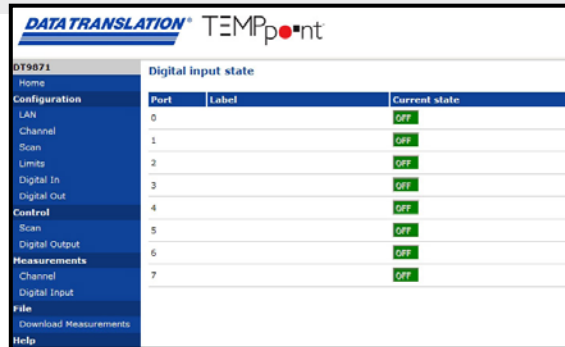 DATA TRANSLATION® TEMPpoint
DT9871
Home
Configuration
LAN
Channel
Scan
Limits
Digital In
Digital Out
Control
Scan
Digital Output
Measurements
Channel
Digital Input
File
Download Measurements
Help
Digital input state
Port Label Current state
0 OFF
1 OFF
2 OFF
3 OFF
4 OFF
5 OFF
6 OFF
7 OFF